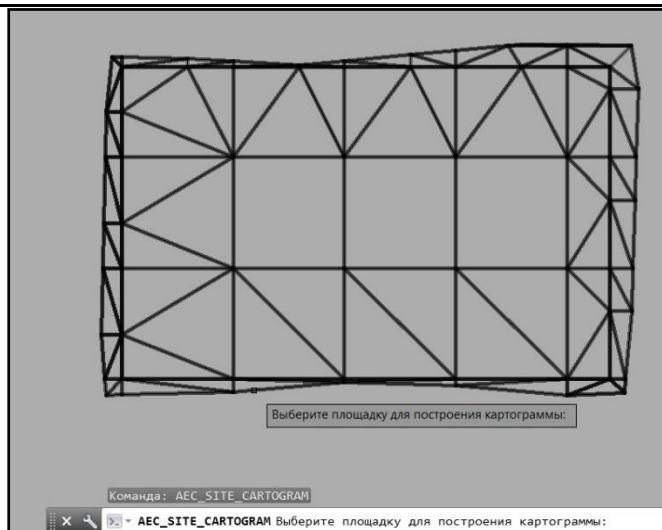 Выберите площадку для построения картограммы:
Команда: AEC_SITE_CARTOGRAM
AEC_SITE_CARTOGRAM Выберите площадку для построения картограммы: